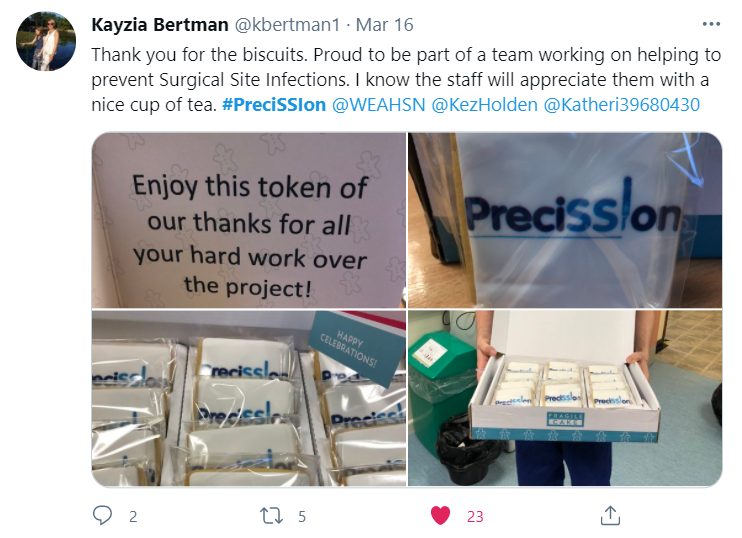 Kayzia Bertman @kbertman1 · Mar 16
Thank you for the biscuits. Proud to be part of a team working on helping to
prevent Surgical Site Infections. I know the staff will appreciate them with a
nice cup of tea. #PreciSSIon @WEAHSN @KezHolden @Katheri39680430
Enjoy this token of
our thanks for all
your hard work over
the project!
PreciSSIon
HAPPY
CELEBRATIONS!
PreciSSIon
PreciSSIon
PreciSSIon
PreciSSIon
PreciSSIon
PreciSSIon
FRAGILE
CAKE
2
5
23